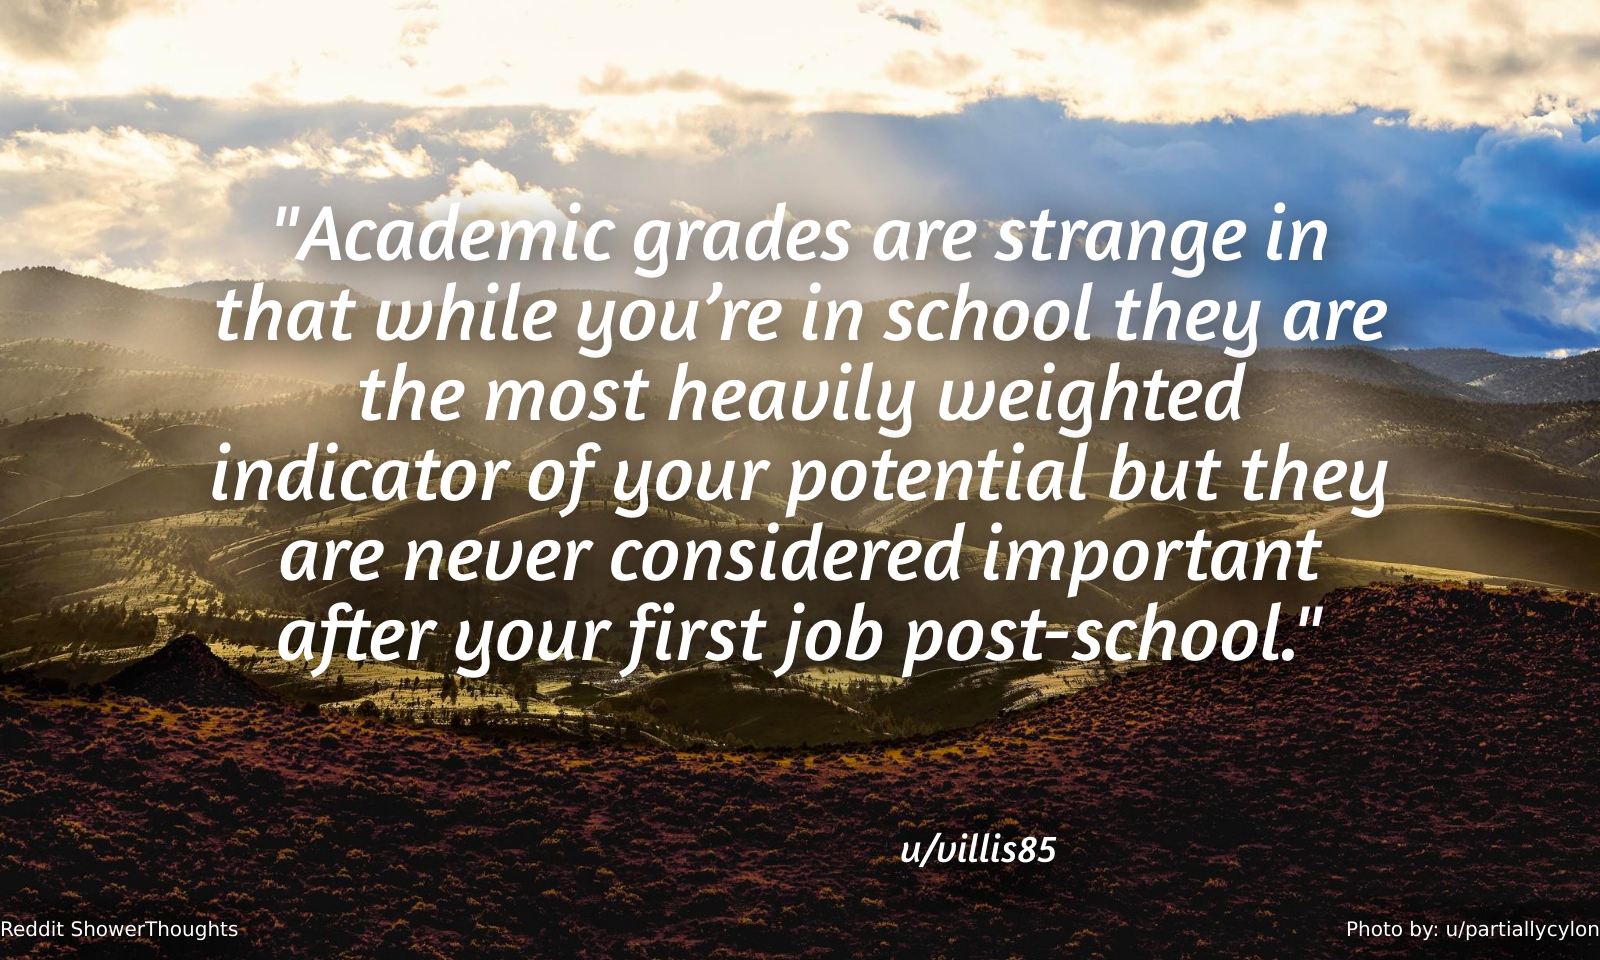 "Academic grades are strange in
that while you’re in school they are
the most heavily weighted
indicator of your potential but they
are never considered important
after your first job post-school."
u/villis85
Reddit ShowerThoughts
Photo by: u/partiallycylon